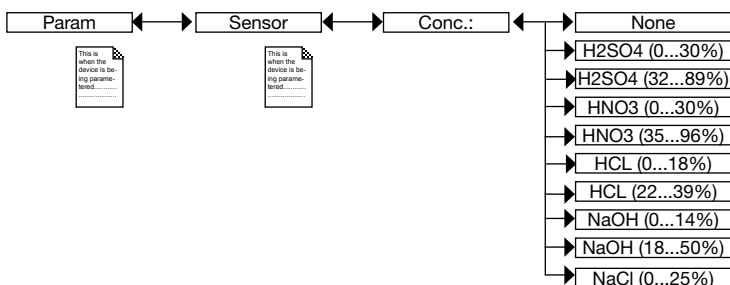 Param
Sensor
Conc.:
None
This is
when the
device is be-
ing parame-
tered...........
...................
This is
when the
device is be-
ing parame-
tered...........
...................
H2SO4 (0...30%)
H2SO4 (32...89%)
HNO3 (0...30%)
HNO3 (35...96%)
HCL (0...18%)
HCL (22...39%)
NaOH (0...14%)
NaOH (18...50%)
NaCl (0...25%)